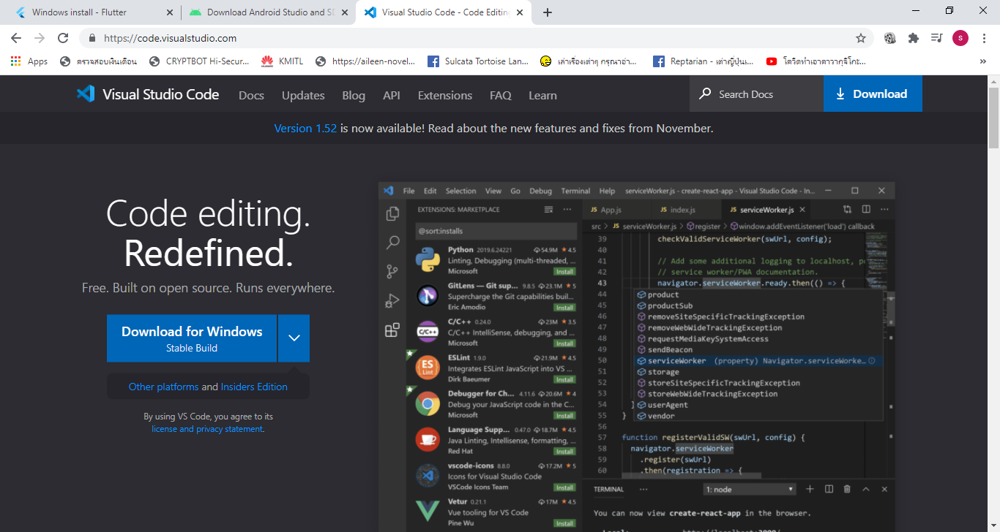 Windows install - Flutter
Download Android Studio and SD
Visual Studio Code - Code Editing
https://code.visualstudio.com
S
Apps
ตรวจสอบเงินเดือน
CRYPTBOT Hi-Secur...
KMITL
https://aileen-novel...
Sulcata Tortoise Lan...
เล่าเรื่องเต่าๆ กรุณาอ่า...
Reptarian - เต่าญี่ปุ่น...
โควิดทำเอาคาวากุจิโกะ...
»
Visual Studio Code
Docs
Updates
Blog
API
Extensions
FAQ
Learn
Search Docs
Download
Version 1.52 is now available! Read about the new features and fixes from November.
Code editing.
Redefined.
Free. Built on open source. Runs everywhere.
Download for Windows
Stable Build
Other platforms and Insiders Edition
By using VS Code, you agree to its
license and privacy statement.
File Edit Selection View Go Debug Terminal Help serviceWorker.js - create-react-app - Visual Studio Code - In...
EXTENSIONS: MARKETPLACE
@sort:installs
Python 2019.6.24221 54.9M 4.5
Linting, Debugging (multi-threaded, ...
Microsoft Install
GitLens — Git sup... 9.8.5 23.1M 5
Supercharge the Git capabilities buil...
Eric Amodio Install
C/C++ 0.24.0 23M 3.5
C/C++ IntelliSense, debugging, and ...
Microsoft Install
ESLint 1.9.0 21.9M 4.5
Integrates ESLint JavaScript into VS ...
Dirk Baeumer Install
Debugger for Ch... 4.11.6 20.6M 4
Debug your JavaScript code in the C...
Microsoft Install
Language Supp... 0.47.0 18.7M 4.5
Java Linting, Intellisense, formatting, ...
Red Hat Install
vscode-icons 8.8.0 17.2M 5
Icons for Visual Studio Code
VSCode Icons Team Install
Vetur 0.21.1 17M 4.5
Vue tooling for VS Code
Pine Wu Install
C/C++
ES
Lint
JS App.js
JS index.js
JS serviceWorker.js
src > JS serviceWorker.js > register > window.addEventListener('load') callback
39 checkValidServiceWorker(swUrl, config);
40
41 // Add some additional logging to localhost, po
42 // service worker/PWA documentation.
43 navigator.serviceWorker.ready.then(() => {
44 product
45 productSub
46 removeSiteSpecificTrackingException
47 removeWebWideTrackingException
48 requestMediaKeySystemAccess
49 sendBeacon
50 serviceWorker (property) Navigator.serviceWorke...
51 storage
52 storeSiteSpecificTrackingException
53 storeWebWideTrackingException
54 } userAgent
55 } vendor
56
57 function registerValidSW(swUrl, config) {
58 navigator.serviceWorker
59 .register(swUrl)
60 .then(registration => {
TERMINAL ... 1: node
You can now view create-react-app in the browser.